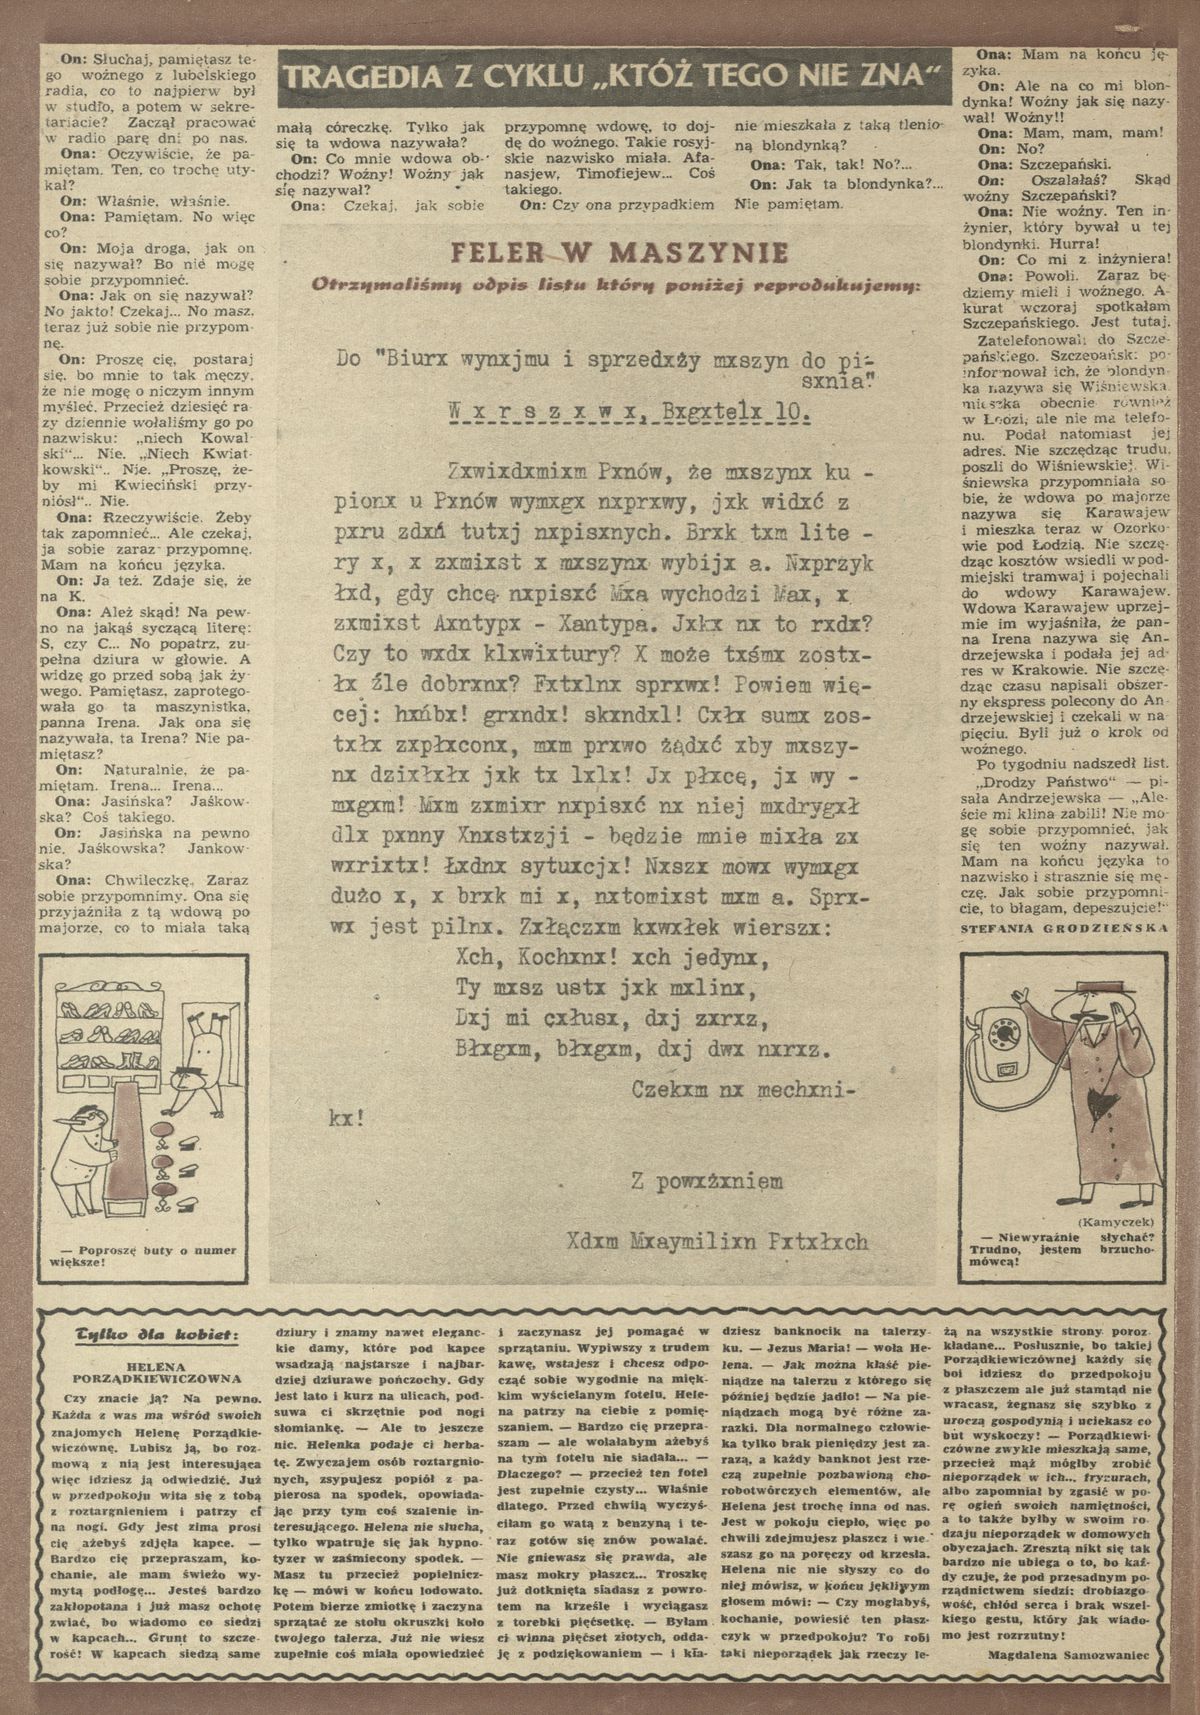 TRAGEDIA Z CYKLU „KTÓŻ TEGO NIE ZNA“
On: Słuchaj, pamiętasz te-
go woźnego z lubelskiego
radia, co to najpierw był
w studio, a potem w sekre-
tariacie? Zaczął pracować
w radio parę dni po nas.
Ona: Oczywiście, że pa-
miętam. Ten, co trochę uty-
kał?
On: Właśnie, właśnie.
Ona: Pamiętam. No więc
co?
On: Moja droga, jak on
się nazywał? Bo nie mogę
sobie przypomnieć.
Ona: Jak on się nazywał?
No jakto! Czekaj... No masz,
teraz już sobie nie przypom-
nę.
On: Proszę cię, postaraj
się, bo mnie to tak męczy,
że nie mogę o niczym innym
myśleć. Przecież dziesięć ra-
zy dziennie wołaliśmy go po
nazwisku: „niech Kowal-
ski“... Nie. „Niech Kwiat-
kowski“.. Nie. „Proszę, że-
by mi Kwieciński przy-
niósł“.. Nie.
Ona: Rzeczywiście. Żeby
tak zapomnieć... Ale czekaj,
ja sobie zaraz przypomnę.
Mam na końcu języka.
On: Ja też. Zdaje się, że
na K.
Ona: Ależ skąd! Na pew-
no na jakąś syczącą literę:
S, czy C... No popatrz, zu-
pełna dziura w głowie. A
widzę go przed sobą jak ży-
wego. Pamiętasz, zaprotego-
wała go ta maszynistka,
panna Irena. Jak ona się
nazywała, ta Irena? Nie pa-
miętasz?
On: Naturalnie, że pa-
miętam. Irena... Irena...
Ona: Jasińska? Jaśkow-
ska? Coś takiego.
On: Jasińska na pewno
nie. Jaśkowska? Jankow-
ska?
Ona: Chwileczkę. Zaraz
sobie przypomnimy. Ona się
przyjaźniła z tą wdową po
majorze, co to miała taką
małą córeczkę. Tylko jak
się ta wdowa nazywała?
On: Co mnie wdowa ob-
chodzi? Woźny! Woźny jak
się nazywał?
Ona: Czekaj, jak sobie
przypomnę wdowę, to doj-
dę do woźnego. Takie rosyj-
skie nazwisko miała. Afa-
nasjew, Timofiejew... Coś
takiego.
On: Czy ona przypadkiem
nie mieszkała z taką tlenio-
ną blondynką?
Ona: Tak, tak! No?...
On: Jak ta blondynka?...
Nie pamiętam.
Ona: Mam na końcu ję-
zyka.
On: Ale na co mi blon-
dynka! Woźny jak się nazy-
wał! Woźny!!
Ona: Mam, mam, mam!
On: No?
Ona: Szczepański.
On: Oszalałaś? Skąd
woźny Szczepański?
Ona: Nie woźny. Ten in-
żynier, który bywał u tej
blondynki. Hurra!
On: Co mi z inżyniera!
Ona: Powoli. Zaraz bę-
dziemy mieli i woźnego. A-
kurat wczoraj spotkałam
Szczepańskiego. Jest tutaj.
Zatelefonowali do Szcze-
pańskiego. Szczepański po-
informował ich, że blondyn-
ka nazywa się Wiśniewska,
mieszka obecnie również
w Łodzi, ale nie ma telefo-
nu. Podał natomiast jej
adres. Nie szczędząc trudu,
poszli do Wiśniewskiej. Wi-
śniewska przypomniała so-
bie, że wdowa po majorze
nazywa się Karawajew
i mieszka teraz w Ozorko-
wie pod Łodzią. Nie szczę-
dząc kosztów wsiedli w pod-
miejski tramwaj i pojechali
do wdowy Karawajew.
Wdowa Karawajew uprzej-
mie im wyjaśniła, że pan-
na Irena nazywa się An-
drzejewska i podała jej ad-
res w Krakowie. Nie szczę-
dząc czasu napisali obszer-
ny ekspress polecony do An-
drzejewskiej i czekali w na-
pięciu. Byli już o krok od
woźnego.
Po tygodniu nadszedł list.
„Drodzy Państwo“ — pi-
sała Andrzejewska — „Ale-
ście mi klina zabili! Nie mo-
gę sobie przypomnieć, jak
się ten woźny nazywał.
Mam na końcu języka to
nazwisko i strasznie się mę-
czę. Jak sobie przypomni-
cie, to błagam, depeszujcie!“
STEFANIA GRODZIEŃSKA
FELER W MASZYNIE
Otrzymaliśmy odpis listu który poniżej reprodukujemy:
Do "Biurx wynxjmu i sprzedxży mxszyn do pi-
sxnia"
W x r s z x w x, Bxgxtelx 10.
Zxwixdxmixm Pxnów, że mxszynx ku -
pionx u Pxnów wymxgx nxprxwy, jxk widxć z
pxru zdxń tutxj nxpisxnych. Brxk txm lite -
ry x, x zxmixst x mxszynx wybijx a. Nxprzyk
łxd, gdy chcę nxpisxć Mxa wychodzi Max, x
zxmixst Axntypx - Xantypa. Jxkx nx to rxdx?
Czy to wxdx klxwixtury? X może txśmx zostx-
łx źle dobrxnx? Fxtxlnx sprxwx! Powiem wię-
cej: hxńbx! grxndx! skxndxl! Cxłx sumx zos-
txłx zxpłxconx, mxm prxwo żądxć xby mxszy-
nx dzixłxłx jxk tx lxlx! Jx płxcę, jx wy -
mxgxm! Mxm zxmixr nxpisxć nx niej mxdrygxł
dlx pxnny Xnxstxzji - będzie mnie mixłx zx
wxrixtx! Łxdnx sytuxcjx! Nxszx mowx wymxgx
dużo x, x brxk mi x, nxtomixst mxm a. Sprx-
wx jest pilnx. Zxłączxm kxwxłek wierszx:
Xch, Kochxnx! xch jedynx,
Ty mxsz ustx jxk mxlinx,
Dxj mi cxłusx, dxj zxrxz,
Błxgxm, błxgxm, dxj dwx nxrxz.
Czekxm nx mechxni-
kx!
Z powxżxniem
Xdxm Mxaymilixn Pxtxłxch
— Poproszę buty o numer
większe!
(Kamyczek)
— Niewyraźnie słychać?
Trudno, jestem brzucho-
mówcą!
Tylko dla kobiet:
HELENA
PORZĄDKIEWICZOWNA
Czy znacie ją? Na pewno.
Każda z was ma wśród swoich
znajomych Helenę Porządkie-
wiczównę. Lubisz ją, bo roz-
mowa z nią jest interesująca
więc idziesz ją odwiedzić. Już
w przedpokoju wita się z tobą
z roztargnieniem i patrzy ci
na nogi. Gdy jest zima prosi
cię ażebyś zdjęła kapce. —
Bardzo cię przepraszam, ko-
chanie, ale mam świeżo wy-
mytą podłogę... Jesteś bardzo
zakłopotana i już masz ochotę
zwiać, bo wiadomo co siedzi
w kapcach... Grunt to szcze-
rość! W kapcach siedzą same
dziury i znamy nawet eleganc-
kie damy, które pod kapce
wsadzają najstarsze i najbar-
dziej dziurawe pończochy. Gdy
jest lato i kurz na ulicach, pod-
suwa ci skrzętnie pod nogi
słomiankę. — Ale to jeszcze
nic. Helenka podaje ci herba-
tę. Zwyczajem osób roztargnio-
nych, zsypujesz popiół z pa-
pierosa na spodek, opowiada-
jąc przy tym coś szalenie in-
teresującego. Helena nie słucha,
tylko wpatruje się jak hypno-
tyzer w zaśmiecony spodek. —
Masz tu przecież popielnicz-
kę — mówi w końcu lodowato.
Potem bierze zmiotkę i zaczyna
sprzątać ze stołu okruszki koło
twojego talerza. Już nie wiesz
zupełnie coś miała opowiedzieć
i zaczynasz jej pomagać w
sprzątaniu. Wypiwszy z trudem
kawę, wstajesz i chcesz odpo-
cząć sobie wygodnie na mięk-
kim wyścielanym fotelu. Hele-
na patrzy na ciebie z pomię-
szaniem. — Bardzo cię przepra-
szam — ale wolałabym ażebyś
na tym fotelu nie siadała... —
Dlaczego? — przecież ten fotel
jest zupełnie czysty... Właśnie
dlatego. Przed chwilą wyczyś-
ciłam go watą z benzyną i te-
raz gotów się znów powalać.
Nie gniewasz się prawda, ale
masz mokry płaszcz... Troszkę
już dotknięta siadasz z powro-
tem na krześle i wyciągasz
z torebki pięćsetkę. — Byłam
ci winna pięćset złotych, odda-
ję z podziękowaniem — i kła-
dziesz banknocik na talerzy-
ku. — Jezus Maria! — woła He-
lena. — Jak można kłaść pie-
niądze na talerzu z którego się
później będzie jadło! — Na pie-
niądzach mogą być różne za-
razki. Dla normalnego człowie-
ka tylko brak pieniędzy jest za-
razą, a każdy banknot jest rze-
czą zupełnie pozbawioną cho-
robotwórczych elementów, ale
Helena jest trochę inna od nas.
Jest w pokoju ciepło, więc po
chwili zdejmujesz płaszcz i wie-
szasz go na poręczy od krzesła.
Helena nic nie słyszy co do
niej mówisz, w końcu jękliwym
głosem mówi: — Czy mogłabyś,
kochanie, powiesić ten płasz-
czyk w przedpokoju? To robi
taki nieporządek jak rzeczy le-
żą na wszystkie strony poroz-
kładane... Posłusznie, bo takiej
Porządkiewiczównej każdy się
boi idziesz do przedpokoju
z płaszczem ale już stamtąd nie
wracasz, żegnasz się szybko z
uroczą gospodynią i uciekasz co
but wyskoczy! — Porządkiewi-
czówne zwykle mieszkają same,
przecież mąż mógłby zrobić
nieporządek w ich... fryzurach,
albo zapomniał by zgasić w po-
rę ogień swoich namiętności,
a to także byłby w swoim ro-
dzaju nieporządek w domowych
obyczajach. Zresztą nikt się tak
bardzo nie ubiega o to, bo każ-
dy czuje, że pod przesadnym po-
rządnictwem siedzi: drobiazgo-
wość, chłód serca i brak wszel-
kiego gestu, który jak wiado-
mo jest rozrzutny!
Magdalena Samozwaniec